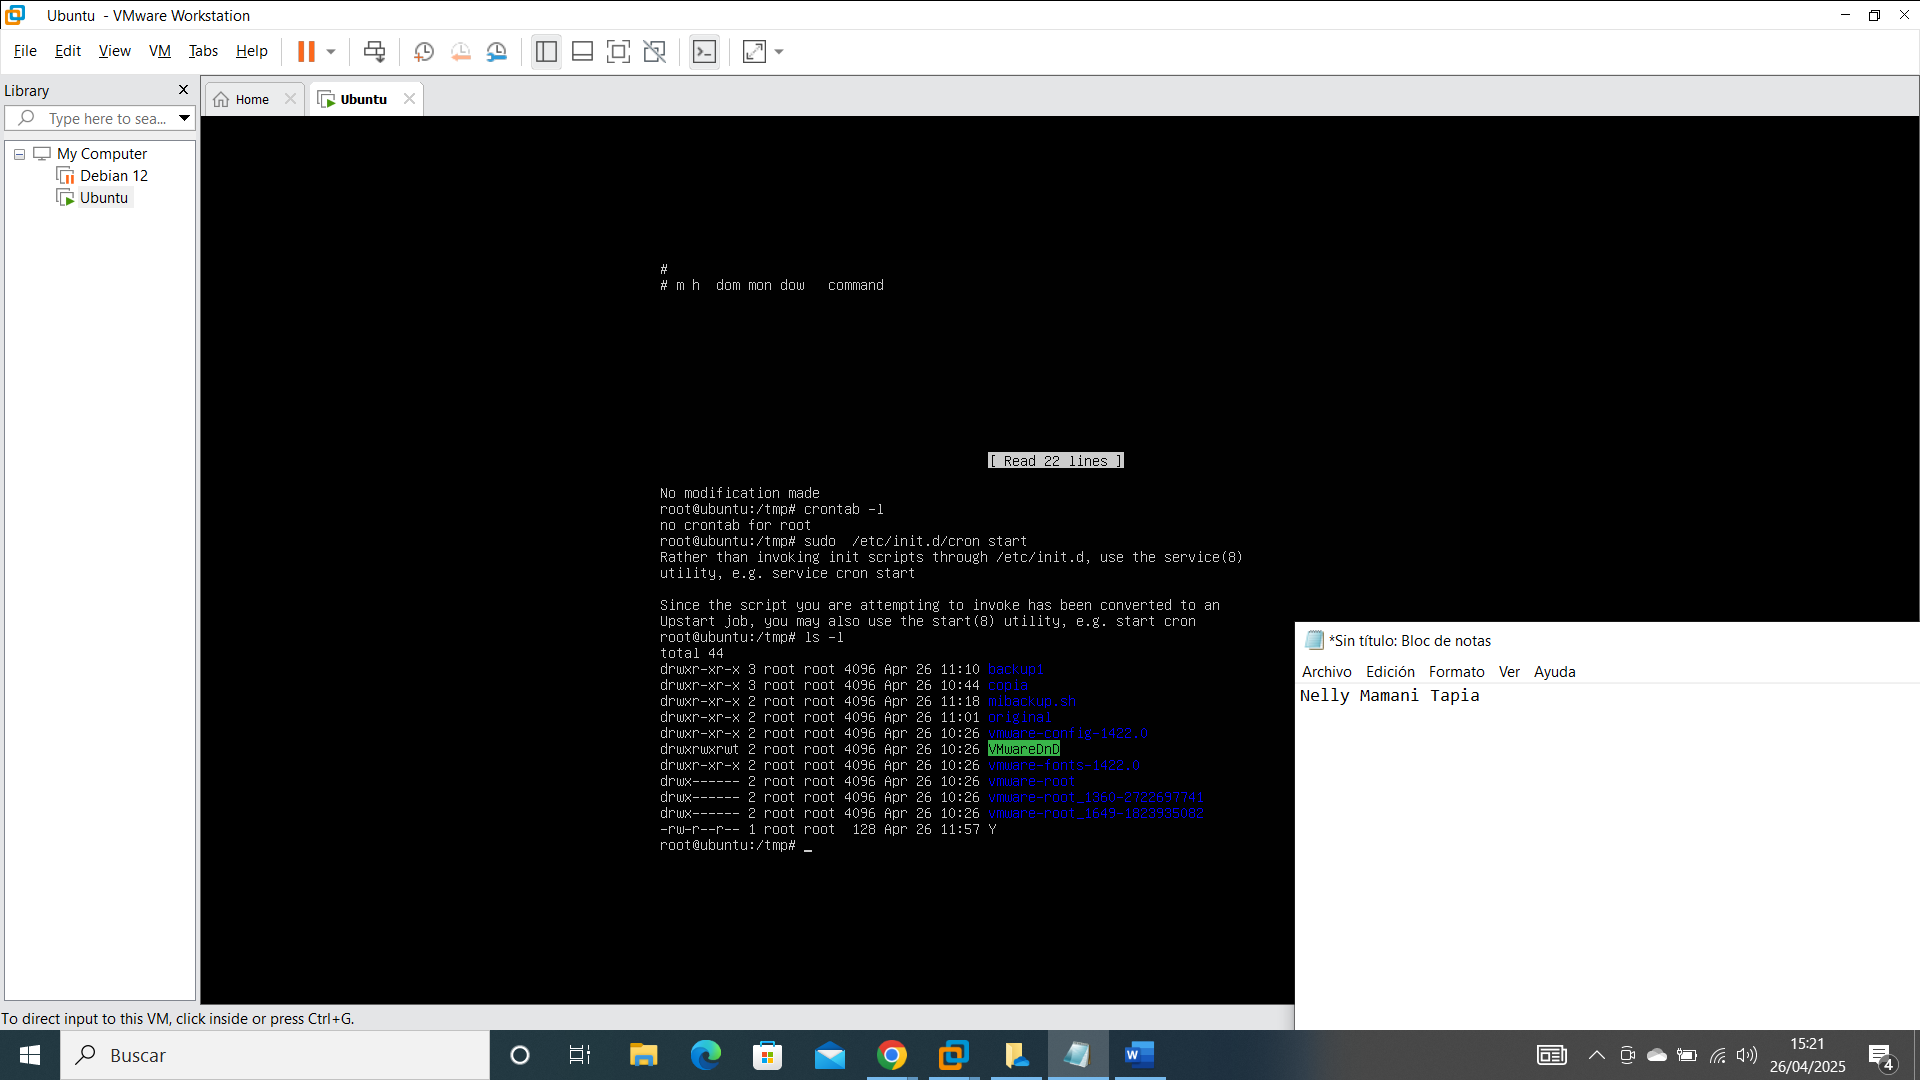 Ubuntu - VMware Workstation
File Edit View VM Tabs Help
Library
Type here to sea...
My Computer
Debian 12
Ubuntu
Home
Ubuntu
#
# m h  dom mon dow   command
[ Read 22 lines ]
No modification made
root@ubuntu:/tmp# crontab -l
no crontab for root
root@ubuntu:/tmp# sudo  /etc/init.d/cron start
Rather than invoking init scripts through /etc/init.d, use the service(8)
utility, e.g. service cron start
Since the script you are attempting to invoke has been converted to an
Upstart job, you may also use the start(8) utility, e.g. start cron
root@ubuntu:/tmp# ls -l
total 44
drwxr-xr-x 3 root root 4096 Apr 26 11:10 backup1
drwxr-xr-x 3 root root 4096 Apr 26 10:44 copia
drwxr-xr-x 2 root root 4096 Apr 26 11:18 mibackup.sh
drwxr-xr-x 2 root root 4096 Apr 26 11:01 original
drwxr-xr-x 2 root root 4096 Apr 26 10:26 vmware-config-1422.0
drwxrwxrwt 2 root root 4096 Apr 26 10:26 VMwareDnD
drwxr-xr-x 2 root root 4096 Apr 26 10:26 vmware-fonts-1422.0
drwx------ 2 root root 4096 Apr 26 10:26 vmware-root
drwx------ 2 root root 4096 Apr 26 10:26 vmware-root_1360-2722697741
drwx------ 2 root root 4096 Apr 26 10:26 vmware-root_1649-1823935082
-rw-r--r-- 1 root root  128 Apr 26 11:57 Y
root@ubuntu:/tmp# _
*Sin título: Bloc de notas
Archivo Edición Formato Ver Ayuda
Nelly Mamani Tapia
To direct input to this VM, click inside or press Ctrl+G.
Buscar
15:21
26/04/2025
4